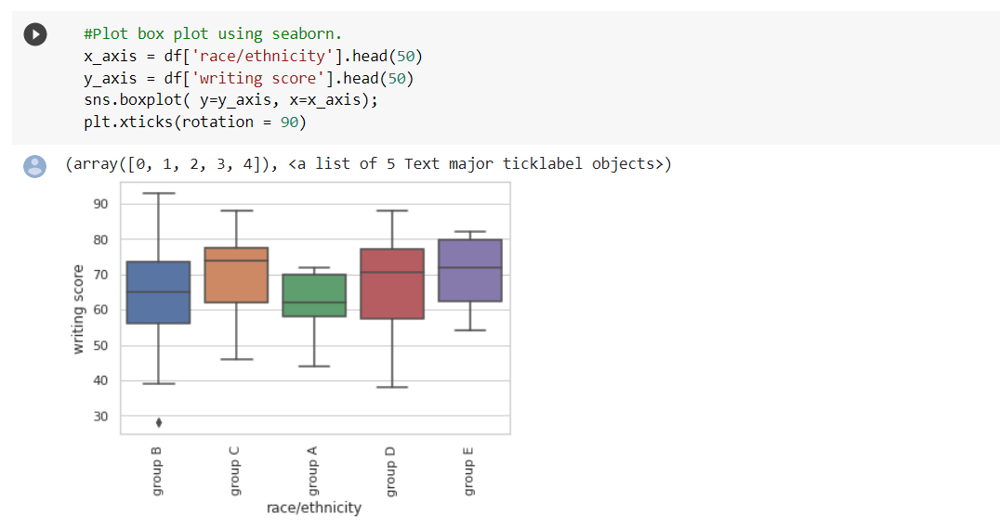 #Plot box plot using seaborn.
x_axis = df['race/ethnicity'].head(50)
y_axis = df['writing score'].head(50)
sns.boxplot( y=y_axis, x=x_axis);
plt.xticks(rotation = 90)
(array([0, 1, 2, 3, 4]), <a list of 5 Text major ticklabel objects>)
90
80
70
60
50
40
30
writing score
group B
group C
group A
group D
group E
race/ethnicity